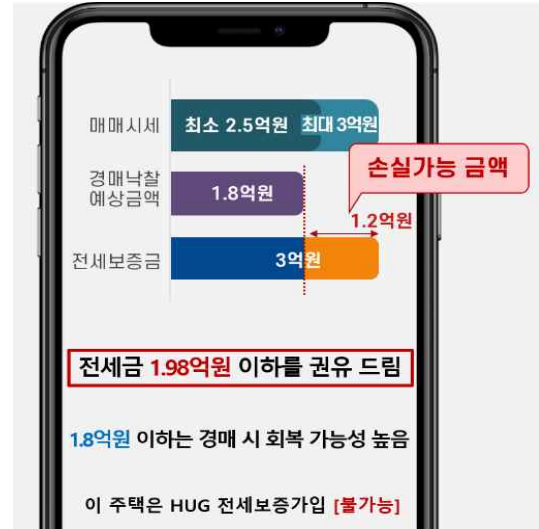 매매시세 최소 2.5억원 최대 3억원
손실가능 금액
경매낙찰
예상금액 1.8억원
1.2억원
전세보증금 3억원
전세금 1.98억원 이하를 권유 드림
1.8억원 이하는 경매 시 회복 가능성 높음
이 주택은 HUG 전세보증가입 [불가능]